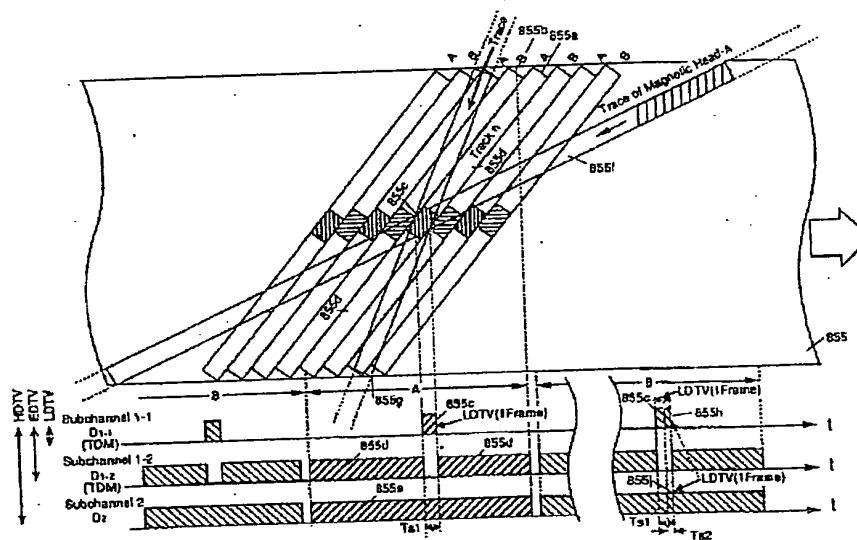 855b
855a
Trace
A
B
A
B
A
B
A
B
Trace of Magnetic Head-A
Track n
855d
855c
855f
855d
855
855g
B
A
B
HDTV
EDTV
LDTV
Subchannel 1-1
D1-1
(TDM)
855c
LDTV(1Frame)
855c
LDTV(1Frame)
855h
t
Subchannel 1-2
D1-2
(TDM)
855d
855d
855i
LDTV(1Frame)
t
Subchannel 2
D2
855e
t
Ts1
Ts1
Ts2